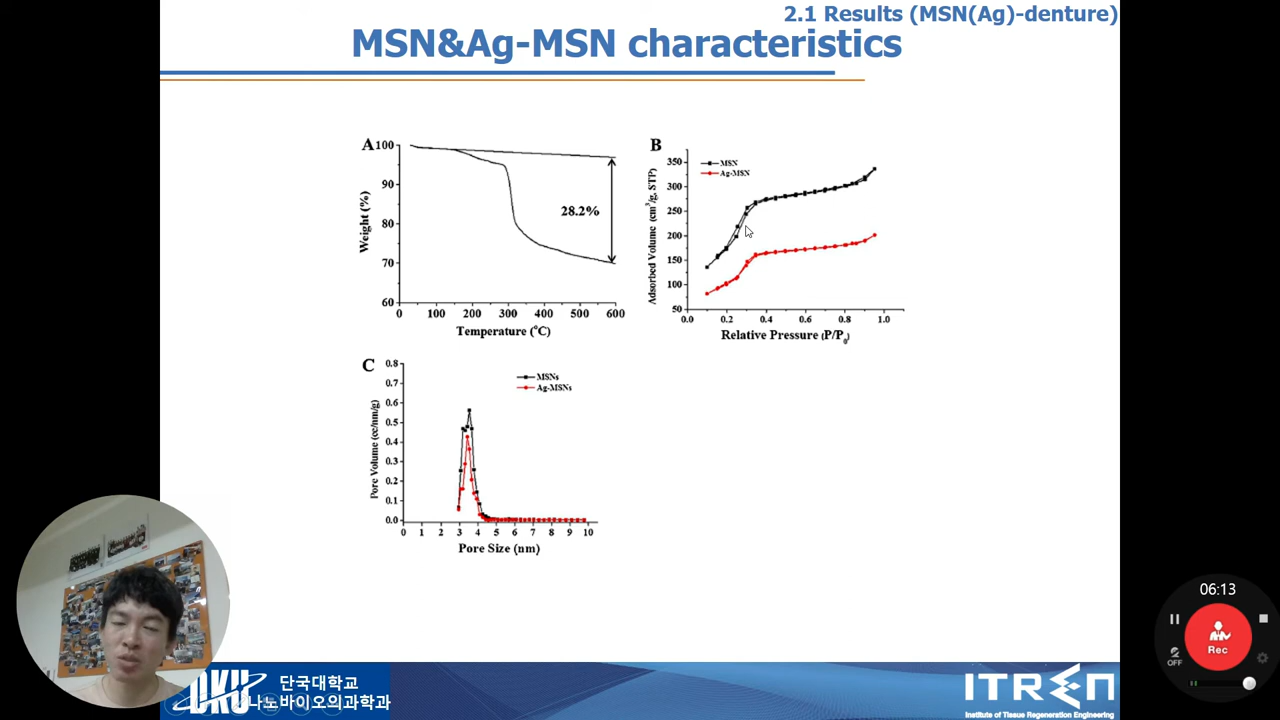 2.1 Results (MSN(Ag)-denture)
MSN&Ag-MSN characteristics
A
100
90
80
70
60
Weight (%)
28.2%
0 100 200 300 400 500 600
Temperature (°C)
B
350
300
250
200
150
100
50
Adsorbed Volume (cm³/g, STP)
MSN
Ag-MSN
0.0 0.2 0.4 0.6 0.8 1.0
Relative Pressure (P/P₀)
C
0.8
0.7
0.6
0.5
0.4
0.3
0.2
0.1
0.0
Pore Volume (cc/nm/g)
MSNs
Ag-MSNs
0 1 2 3 4 5 6 7 8 9 10
Pore Size (nm)
06:13
Rec
OFF
DKU
단국대학교
나노바이오의과학과
ITREN
Institute of Tissue Regeneration Engineering